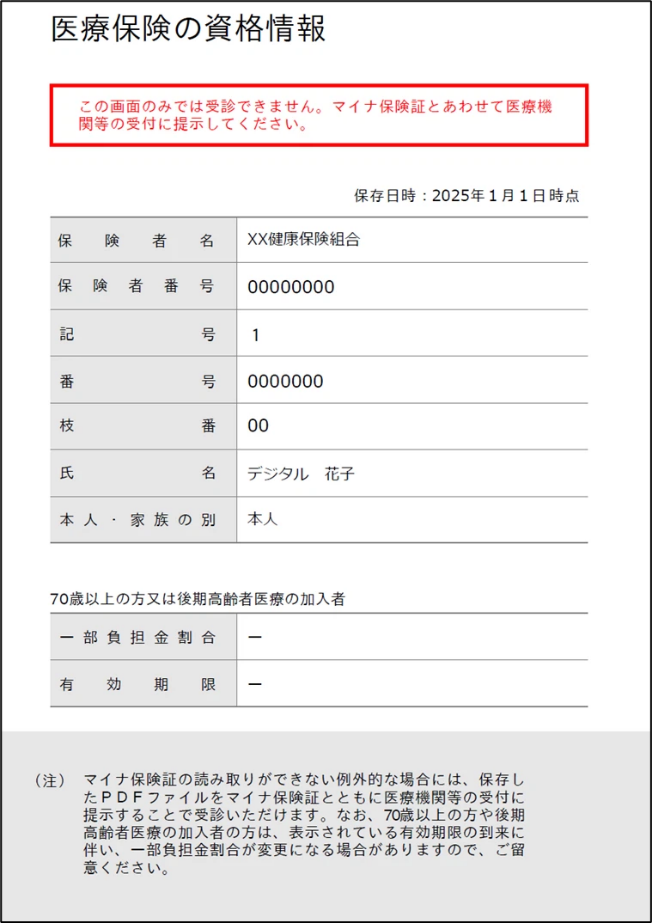 医療保険の資格情報
この画面のみでは受診できません。マイナ保険証とあわせて医療機
関等の受付に提示してください。
保存日時：2025年１月１日時点
保険者名 XX健康保険組合
保険者番号 00000000
記号 1
番号 0000000
枝番 00
氏名 デジタル　花子
本人・家族の別 本人
70歳以上の方又は後期高齢者医療の加入者
一部負担金割合 ー
有効期限 ー
（注） マイナ保険証の読み取りができない例外的な場合には、保存し
たＰＤＦファイルをマイナ保険証とともに医療機関等の受付に
提示することで受診いただけます。なお、70歳以上の方や後期
高齢者医療の加入者の方は、表示されている有効期限の到来に
伴い、一部負担金割合が変更になる場合がありますので、ご留
意ください。